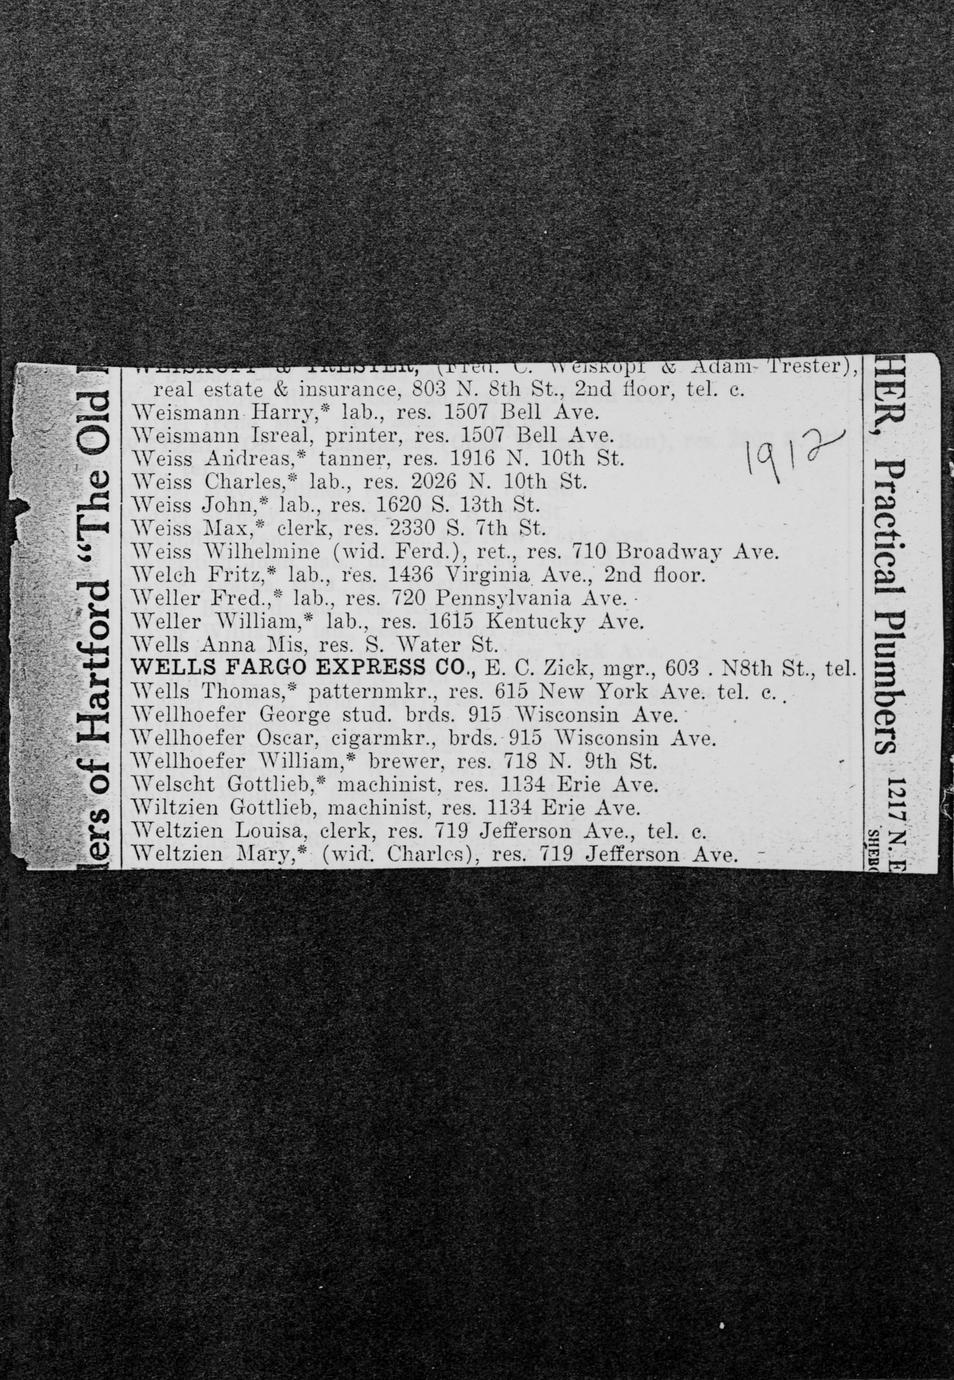 WEISKOPF & TRESTER, (Fred. C. Weiskopf & Adam Trester),
real estate & insurance, 803 N. 8th St., 2nd floor, tel. c.
Weismann Harry,* lab., res. 1507 Bell Ave.
Weismann Isreal, printer, res. 1507 Bell Ave.
Weiss Andreas,* tanner, res. 1916 N. 10th St.
Weiss Charles,* lab., res. 2026 N. 10th St.
Weiss John,* lab., res. 1620 S. 13th St.
Weiss Max,* clerk, res. 2330 S. 7th St.
Weiss Wilhelmine (wid. Ferd.), ret., res. 710 Broadway Ave.
Welch Fritz,* lab., res. 1436 Virginia Ave., 2nd floor.
Weller Fred.,* lab., res. 720 Pennsylvania Ave.
Weller William,* lab., res. 1615 Kentucky Ave.
Wells Anna Mis, res. S. Water St.
WELLS FARGO EXPRESS CO., E. C. Zick, mgr., 603 . N8th St., tel.
Wells Thomas,* patternmkr., res. 615 New York Ave. tel. c.
Wellhoefer George stud. brds. 915 Wisconsin Ave.
Wellhoefer Oscar, cigarmkr., brds. 915 Wisconsin Ave.
Wellhoefer William,* brewer, res. 718 N. 9th St.
Welscht Gottlieb,* machinist, res. 1134 Erie Ave.
Wiltzien Gottlieb, machinist, res. 1134 Erie Ave.
Weltzien Louisa, clerk, res. 719 Jefferson Ave., tel. c.
Weltzien Mary,* (wid. Charles), res. 719 Jefferson Ave.
1912
lers of Hartford "The Old
HER, Practical Plumbers 1217 N. E
SHEBO